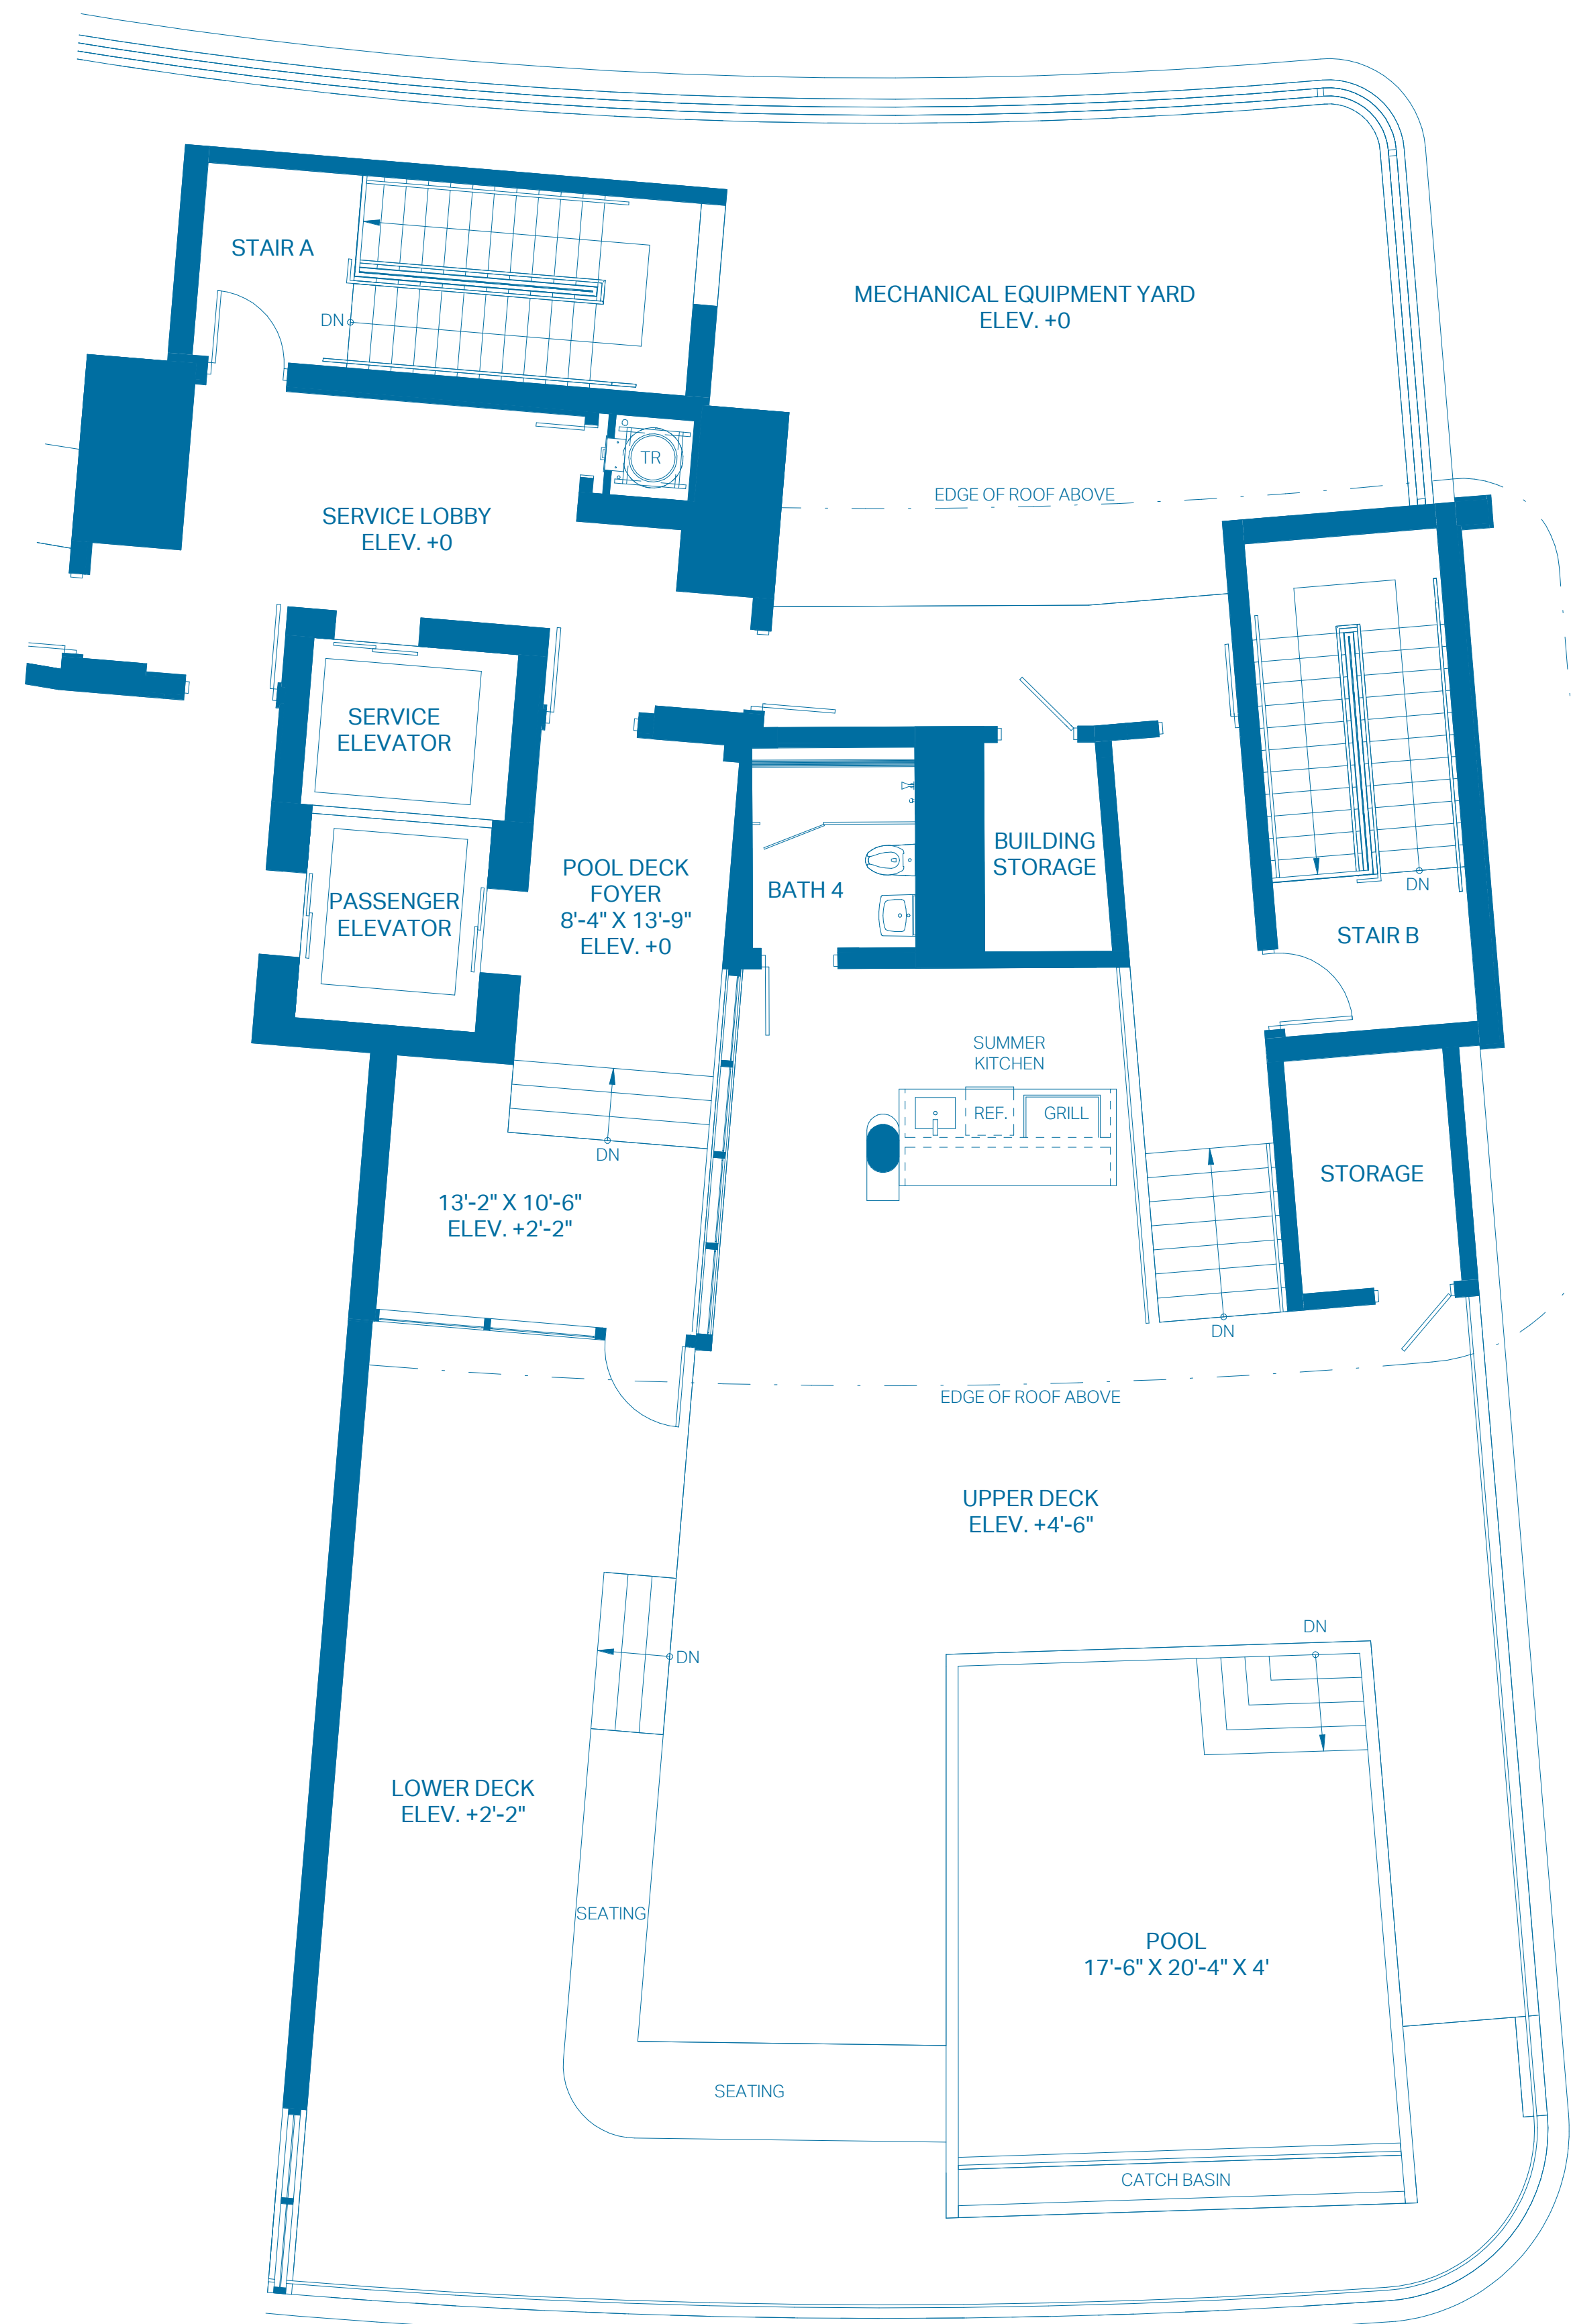 STAIR A
DN
MECHANICAL EQUIPMENT YARD
ELEV. +0
TR
EDGE OF ROOF ABOVE
SERVICE LOBBY
ELEV. +0
SERVICE
ELEVATOR
PASSENGER
ELEVATOR
POOL DECK
FOYER
8'-4" X 13'-9"
ELEV. +0
BATH 4
BUILDING
STORAGE
DN
STAIR B
SUMMER
KITCHEN
REF.
GRILL
DN
STORAGE
13'-2" X 10'-6"
ELEV. +2'-2"
DN
EDGE OF ROOF ABOVE
UPPER DECK
ELEV. +4'-6"
DN
DN
LOWER DECK
ELEV. +2'-2"
SEATING
POOL
17'-6" X 20'-4" X 4'
SEATING
CATCH BASIN